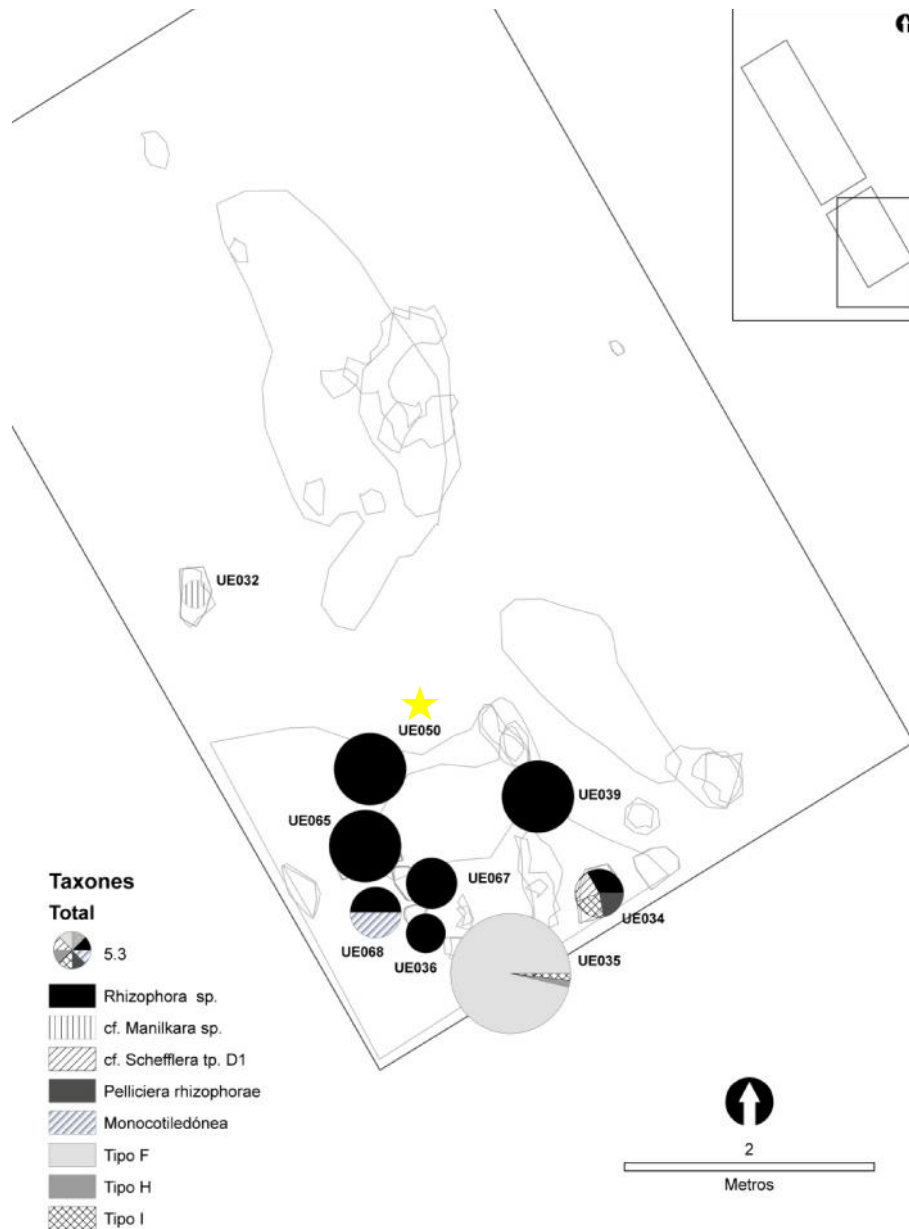 UE032
UE050
UE039
UE065
UE067
UE034
UE068
UE036
UE035
Taxones
Total
5.3
Rhizophora sp.
cf. Manilkara sp.
cf. Schefflera tp. D1
Pelliciera rhizophorae
Monocotiledónea
Tipo F
Tipo H
Tipo I
2
Metros